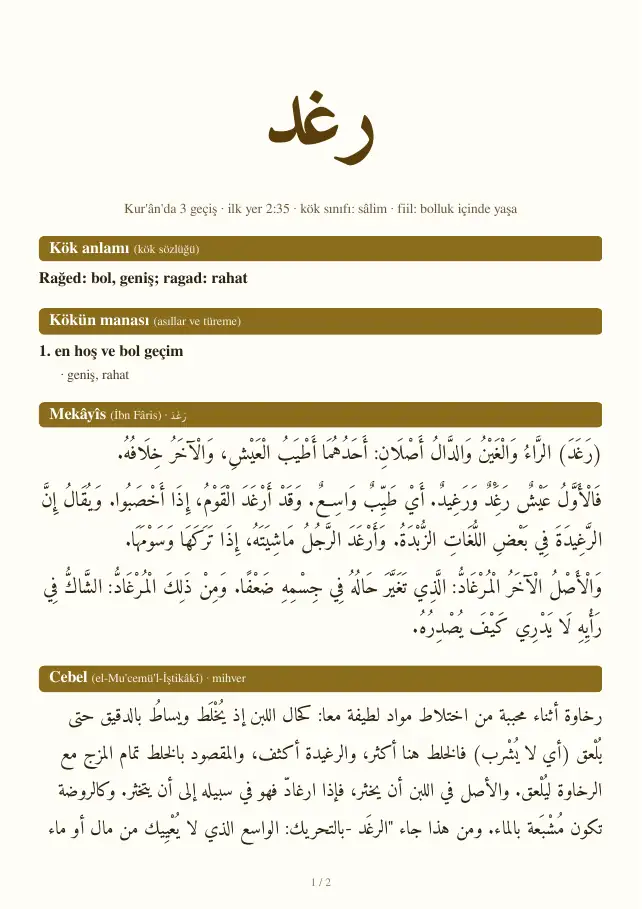 رغد
Kur'ân'da 3 geçiş · ilk yer 2:35 · kök sınıfı: sâlim · fiil: bolluk içinde yaşa
Kök anlamı (kök sözlüğü)
Rağed: bol, geniş; ragad: rahat
Kökün manası (asıllar ve türeme)
1. en hoş ve bol geçim
· geniş, rahat
Mekâyîs (İbn Fâris) · رَغَدَ
(رَغَدَ) الرَّاءُ وَالْغَيْنُ وَالدَّالُ أَصْلَانِ: أَحَدُهُمَا أَطْيَبُ الْعَيْشِ، وَالْآخَرُ خِلَافُهُ.
فَالْأَوَّلُ عَيْشٌ رَغَِدٌ وَرَغِيدٌ. أَيْ طَيِّبٌ وَاسِعٌ. وَقَدْ أَرْغَدَ الْقَوْمُ، إِذَا أَخْصَبُوا. وَيُقَالُ إِنَّ
الرَّغِيدَةَ فِي بَعْضِ اللُّغَاتِ الزُّبْدَةُ. وَأَرْغَدَ الرَّجُلُ مَاشِيَتَهُ، إِذَا تَرَكَهَا وَسَوْمَهَا.
وَالْأَصْلُ الْآخَرُ الْمُرْغَادُّ: الَّذِي تَغَيَّرَ حَالُهُ فِي جِسْمِهِ ضَعْفًا. وَمِنْ ذَلِكَ الْمُرْغَادُّ: الشَّاكُّ فِي
رَأْيِهِ لَا يَدْرِي كَيْفَ يُصْدِرُهُ.
Cebel (el-Mu'cemü'l-İştikâkî) · mihver
رخاوة أثناء محببة من اختلاط مواد لطيفة معا: كحال اللبن إذ يُخْلَط ويساطُ بالدقيق حتى
يُلْعق (أي لا يُشْرب) فالخلط هنا أكثر، والرغيدة أكثف، والمقصود بالخلط تمام المزج مع
الرخاوة ليُلْعق. والأصل في اللبن أن يخثر، فإذا ارغادّ فهو في سبيله إلى أن يتخثر. وكالروضة
تكون مُشْبَعة بالماء. ومن هذا جاء "الرغَد -بالتحريك: الواسع الذي لا يُعْيِيك من مال أو ماء
1 / 2